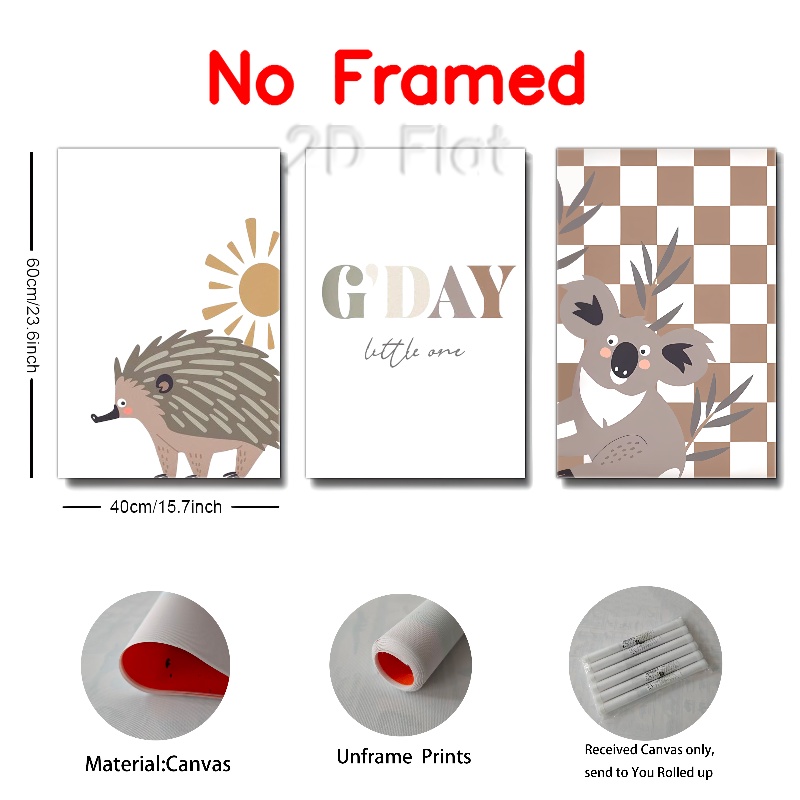 No Framed
2D Flat
60cm/23.6inch
G'DAY
little one
40cm/15.7inch
Material:Canvas
Unframe Prints
Received Canvas only,
send to You Rolled up